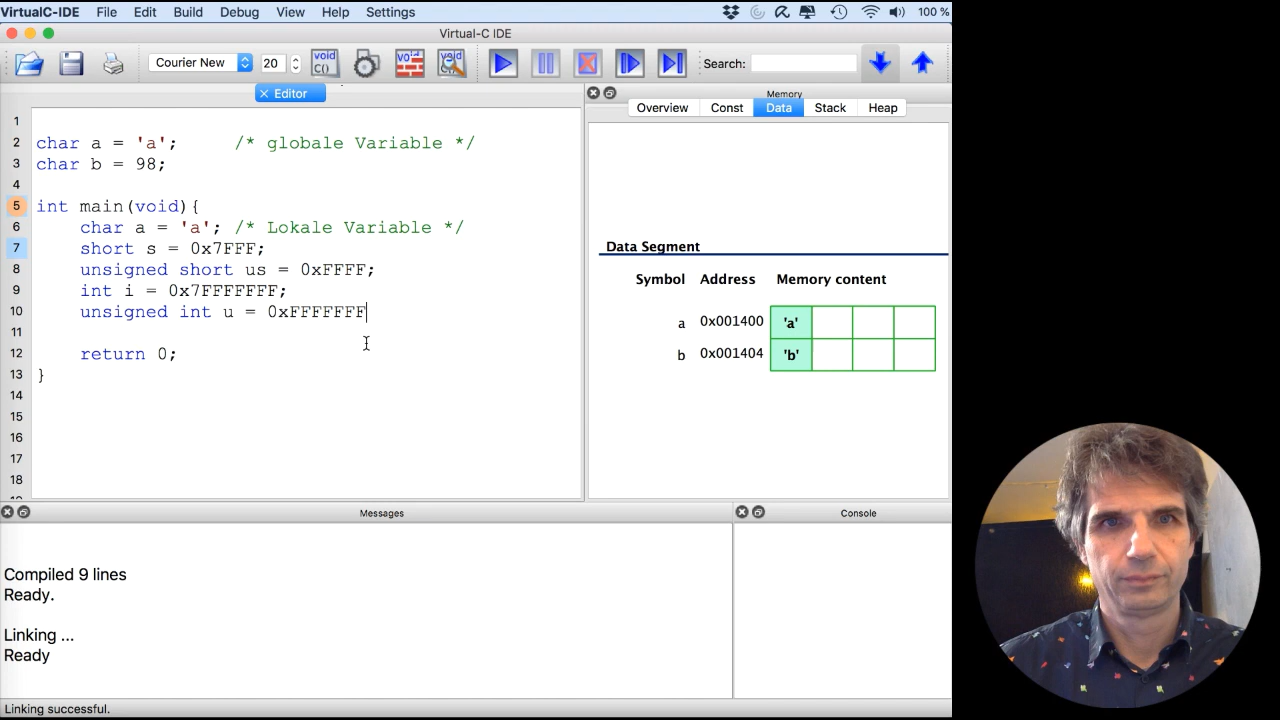 VirtualC-IDE File Edit Build Debug View Help Settings 100 %
Virtual-C IDE
Courier New 20 void C() void void C() Search:
Editor
Memory
Overview Const Data Stack Heap
1
2 char a = 'a'; /* globale Variable */
3 char b = 98;
4
5 int main(void){
6 char a = 'a'; /* Lokale Variable */
7 short s = 0x7FFF;
8 unsigned short us = 0xFFFF;
9 int i = 0x7FFFFFFF;
10 unsigned int u = 0xFFFFFFF
12 return 0;
13 }
14
15
16
17
18
Data Segment
Symbol Address Memory content
a 0x001400 'a'
b 0x001404 'b'
Messages
Console
Compiled 9 lines
Ready.
Linking ...
Ready
Linking successful.